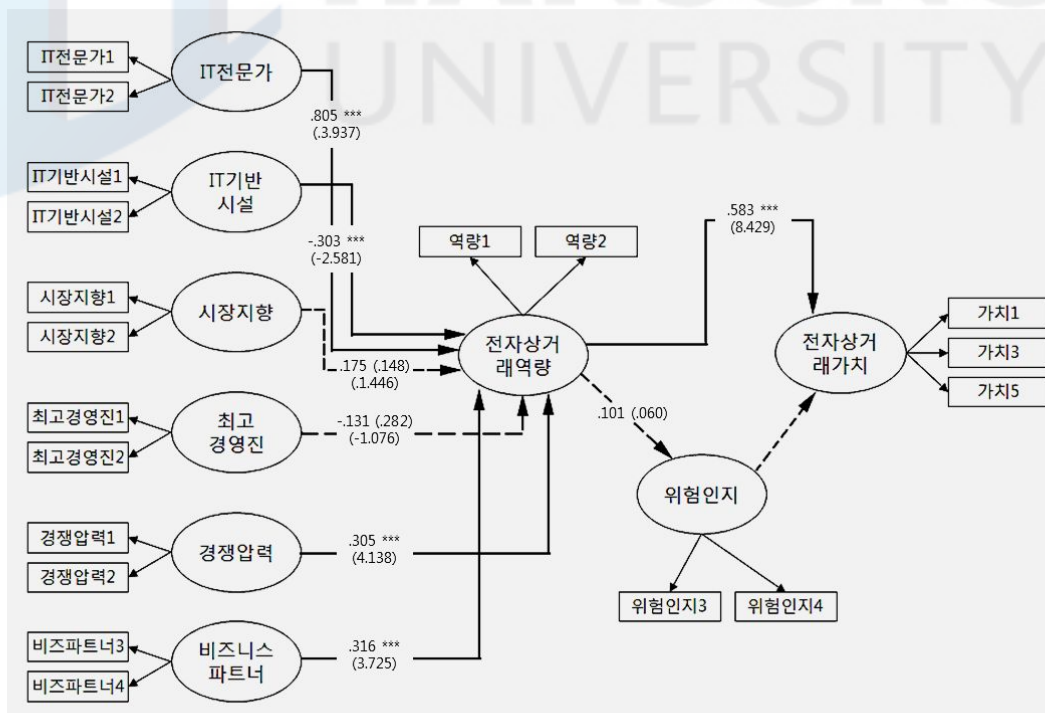 UNIVERSITY
IT전문가1
IT전문가2
IT전문가
.805 ***
(.3.937)
IT기반시설1
IT기반시설2
IT기반
시설
-.303 ***
(-2.581)
시장지향1
시장지향2
시장지향
.175 (.148)
(.1.446)
최고경영진1
최고경영진2
최고
경영진
-.131 (.282)
(-1.076)
경쟁압력1
경쟁압력2
경쟁압력
.305 ***
(4.138)
비즈파트너3
비즈파트너4
비즈니스
파트너
.316 ***
(3.725)
역량1
역량2
전자상거
래역량
.583 ***
(8.429)
.101 (.060)
전자상거
래가치
가치1
가치3
가치5
위험인지
위험인지3
위험인지4